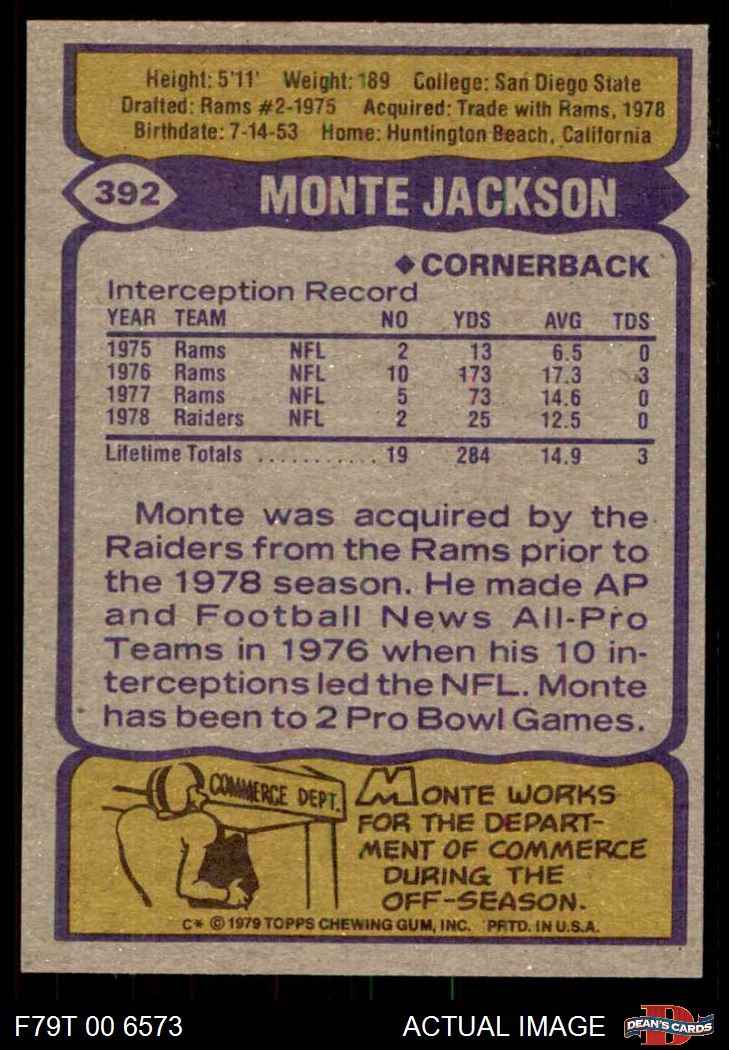 Height: 5'11' Weight: 189 College: San Diego State
Drafted: Rams #2-1975 Acquired: Trade with Rams, 1978
Birthdate: 7-14-53 Home: Huntington Beach, California
392 MONTE JACKSON
◆ CORNERBACK
Interception Record
YEAR TEAM NO YDS AVG TDS
1975 Rams NFL 2 13 6.5 0
1976 Rams NFL 10 173 17.3 3
1977 Rams NFL 5 73 14.6 0
1978 Raiders NFL 2 25 12.5 0
Lifetime Totals ........... 19 284 14.9 3
Monte was acquired by the
Raiders from the Rams prior to
the 1978 season. He made AP
and Football News All-Pro
Teams in 1976 when his 10 in-
terceptions led the NFL. Monte
has been to 2 Pro Bowl Games.
COMMERCE DEPT.
MONTE WORKS
FOR THE DEPART-
MENT OF COMMERCE
DURING THE
OFF-SEASON.
C* © 1979 TOPPS CHEWING GUM, INC. PRTD. IN U.S.A.
F79T 00 6573 ACTUAL IMAGE D DEAN'S CARDS